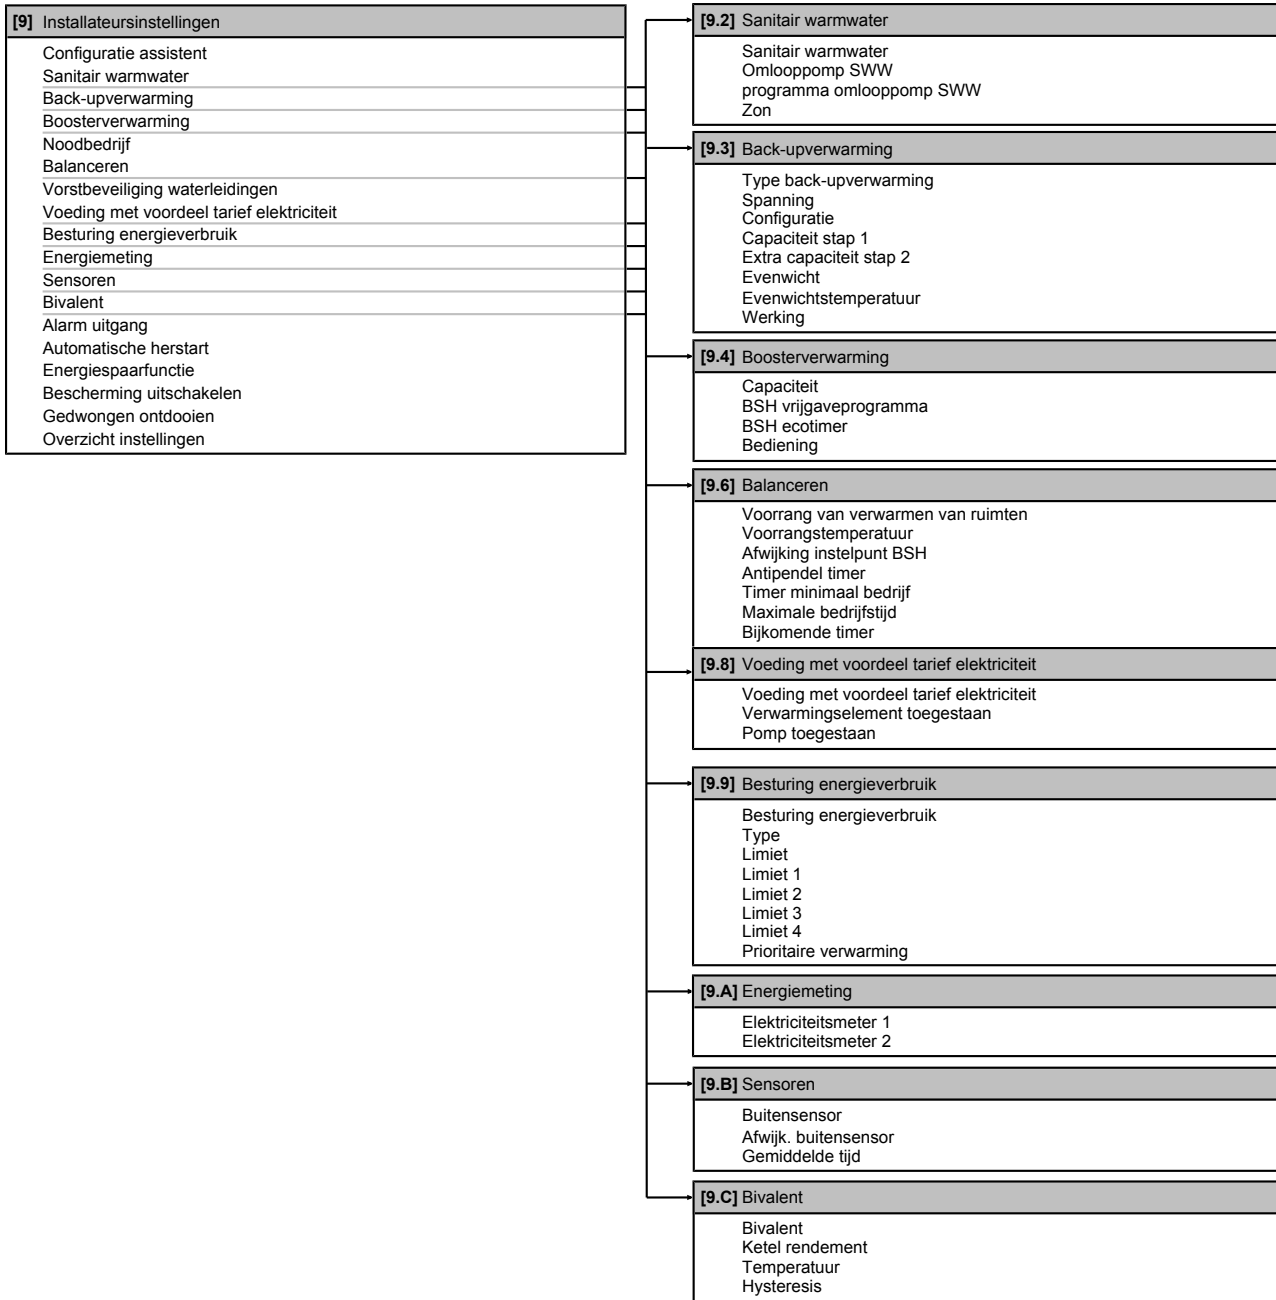 [9] Installateursinstellingen
Configuratie assistent
Sanitair warmwater
Back-upverwarming
Boosterverwarming
Noodbedrijf
Balanceren
Vorstbeveiliging waterleidingen
Voeding met voordeel tarief elektriciteit
Besturing energieverbruik
Energiemeting
Sensoren
Bivalent
Alarm uitgang
Automatische herstart
Energiespaarfunctie
Bescherming uitschakelen
Gedwongen ontdooien
Overzicht instellingen
[9.2] Sanitair warmwater
Sanitair warmwater
Omlooppomp SWW
programma omlooppomp SWW
Zon
[9.3] Back-upverwarming
Type back-upverwarming
Spanning
Configuratie
Capaciteit stap 1
Extra capaciteit stap 2
Evenwicht
Evenwichtstemperatuur
Werking
[9.4] Boosterverwarming
Capaciteit
BSH vrijgaveprogramma
BSH ecotimer
Bediening
[9.6] Balanceren
Voorrang van verwarmen van ruimten
Voorrangstemperatuur
Afwijking instelpunt BSH
Antipendel timer
Timer minimaal bedrijf
Maximale bedrijfstijd
Bijkomende timer
[9.8] Voeding met voordeel tarief elektriciteit
Voeding met voordeel tarief elektriciteit
Verwarmingselement toegestaan
Pomp toegestaan
[9.9] Besturing energieverbruik
Besturing energieverbruik
Type
Limiet
Limiet 1
Limiet 2
Limiet 3
Limiet 4
Prioritaire verwarming
[9.A] Energiemeting
Elektriciteitsmeter 1
Elektriciteitsmeter 2
[9.B] Sensoren
Buitensensor
Afwijk. buitensensor
Gemiddelde tijd
[9.C] Bivalent
Bivalent
Ketel rendement
Temperatuur
Hysteresis